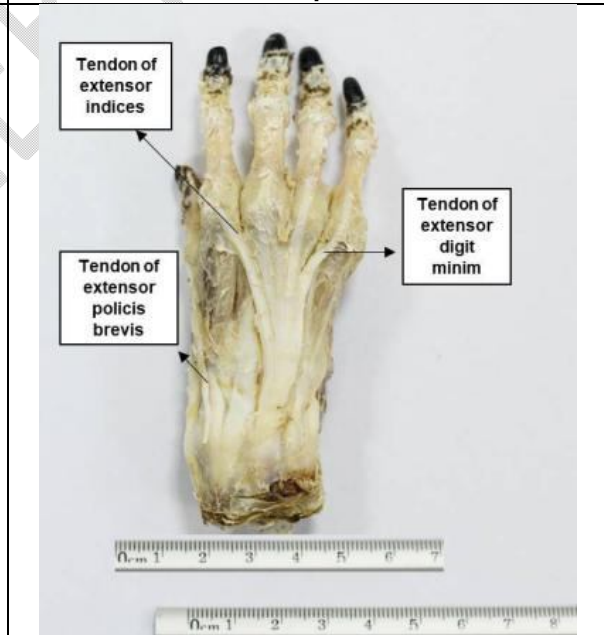 Tendon of
extensor
indices
Tendon of
extensor
digit
minim
Tendon of
extensor
policis
brevis
0cm 1 2 3 4 5 6 7
0cm 1 2 3 4 5 6 7 8